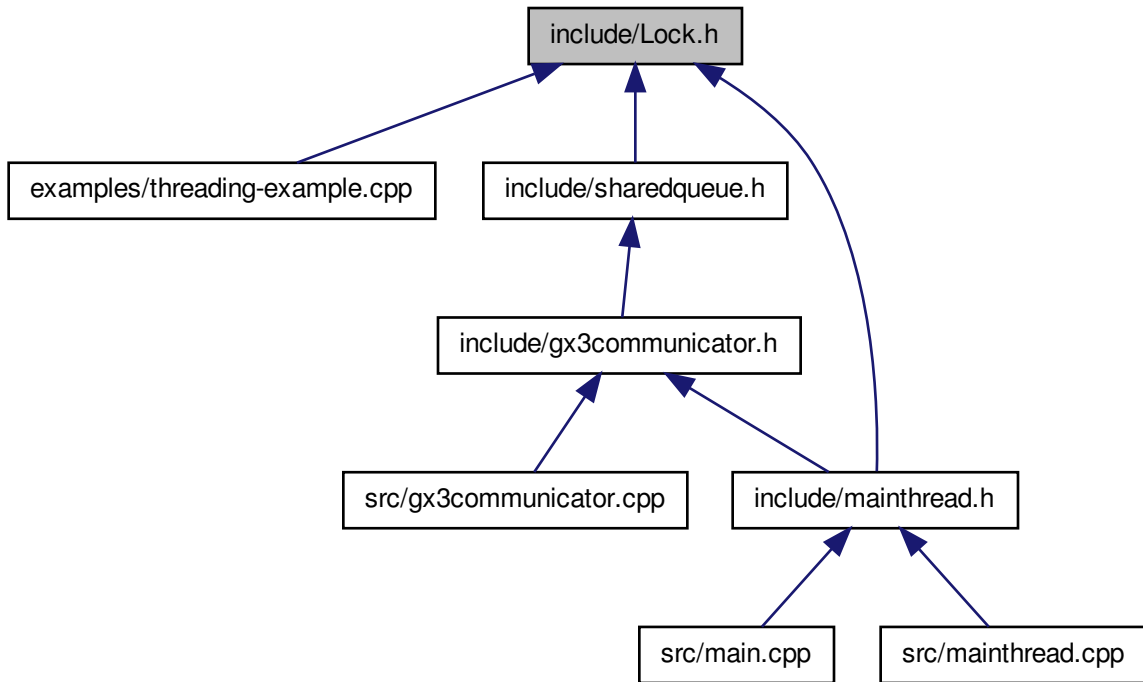 include/Lock.h
examples/threading-example.cpp
include/sharedqueue.h
include/gx3communicator.h
src/gx3communicator.cpp
include/mainthread.h
src/main.cpp
src/mainthread.cpp